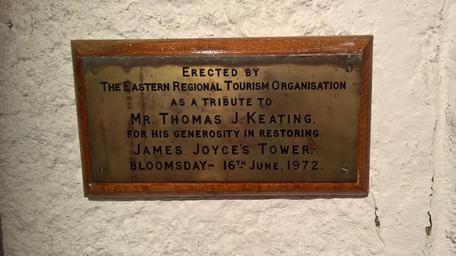 Erected by
The Eastern Regional Tourism Organisation
as a tribute to
Mr. Thomas J. Keating.
for his generosity in restoring
James Joyce's Tower.
Bloomsday – 16th June, 1972.